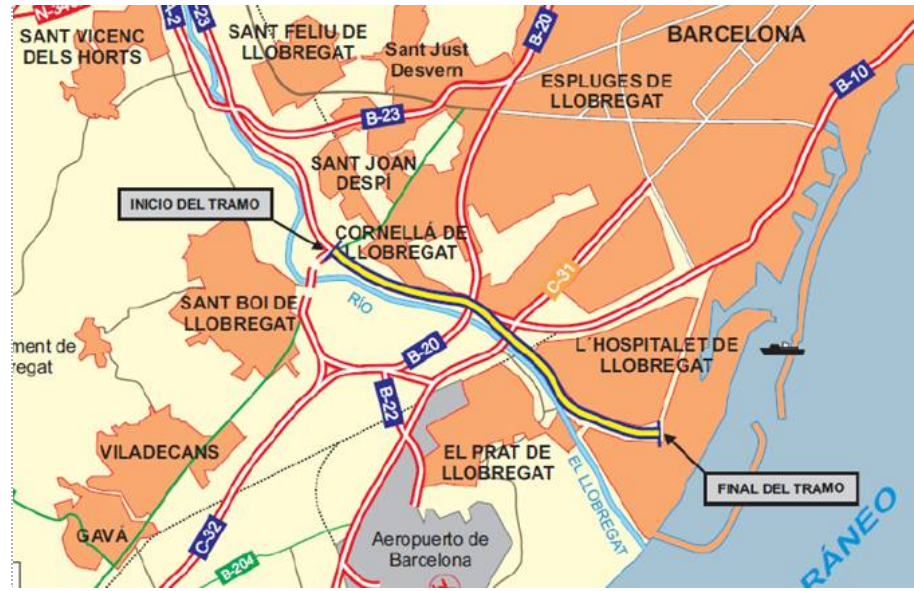 A-2
B-23
SANT VICENC
DELS HORTS
SANT FELIU DE
LLOBREGAT
Sant Just
Desvern
B-20
BARCELONA
ESPLUGES DE
LLOBREGAT
B-10
B-23
SANT JOAN
DESPÍ
INICIO DEL TRAMO
CORNELLÁ DE
LLOBREGAT
C-31
SANT BOI DE
LLOBREGAT
RÍO
ment de
regat
B-20
L´HOSPITALET DE
LLOBREGAT
B-22
VILADECANS
EL PRAT DE
LLOBREGAT
EL LLOBREGAT
FINAL DEL TRAMO
GAVÁ
C-32
B-204
Aeropuerto de
Barcelona
RÁNEO